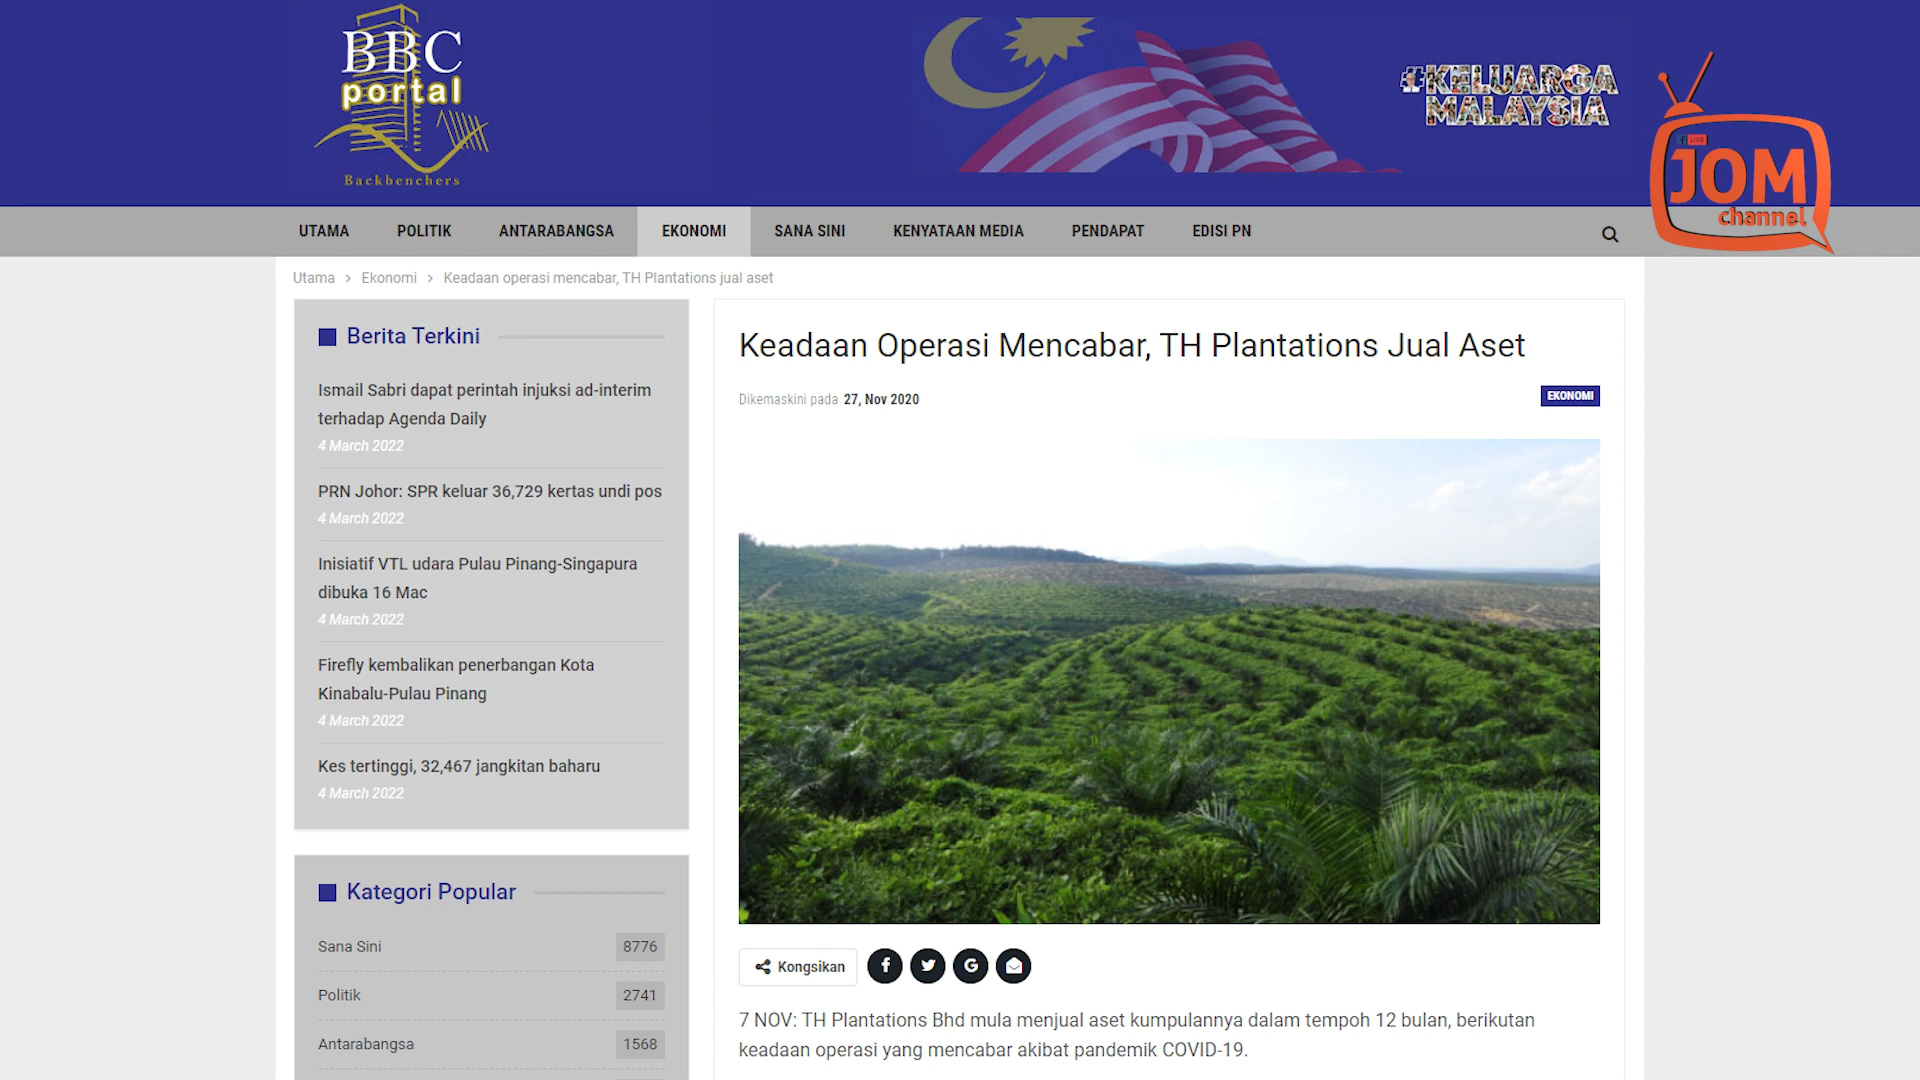 BBC
portal
Backbenchers
#KELUARGA
MALAYSIA
LIVE
JOM
channel
UTAMA
POLITIK
ANTARABANGSA
EKONOMI
SANA SINI
KENYATAAN MEDIA
PENDAPAT
EDISI PN
Utama > Ekonomi > Keadaan operasi mencabar, TH Plantations jual aset
Berita Terkini
Ismail Sabri dapat perintah injuksi ad-interim
terhadap Agenda Daily
4 March 2022
PRN Johor: SPR keluar 36,729 kertas undi pos
4 March 2022
Inisiatif VTL udara Pulau Pinang-Singapura
dibuka 16 Mac
4 March 2022
Firefly kembalikan penerbangan Kota
Kinabalu-Pulau Pinang
4 March 2022
Kes tertinggi, 32,467 jangkitan baharu
4 March 2022
Kategori Popular
Sana Sini 8776
Politik 2741
Antarabangsa 1568
Keadaan Operasi Mencabar, TH Plantations Jual Aset
Dikemaskini pada 27, Nov 2020
EKONOMI
Kongsikan
7 NOV: TH Plantations Bhd mula menjual aset kumpulannya dalam tempoh 12 bulan, berikutan
keadaan operasi yang mencabar akibat pandemik COVID-19.